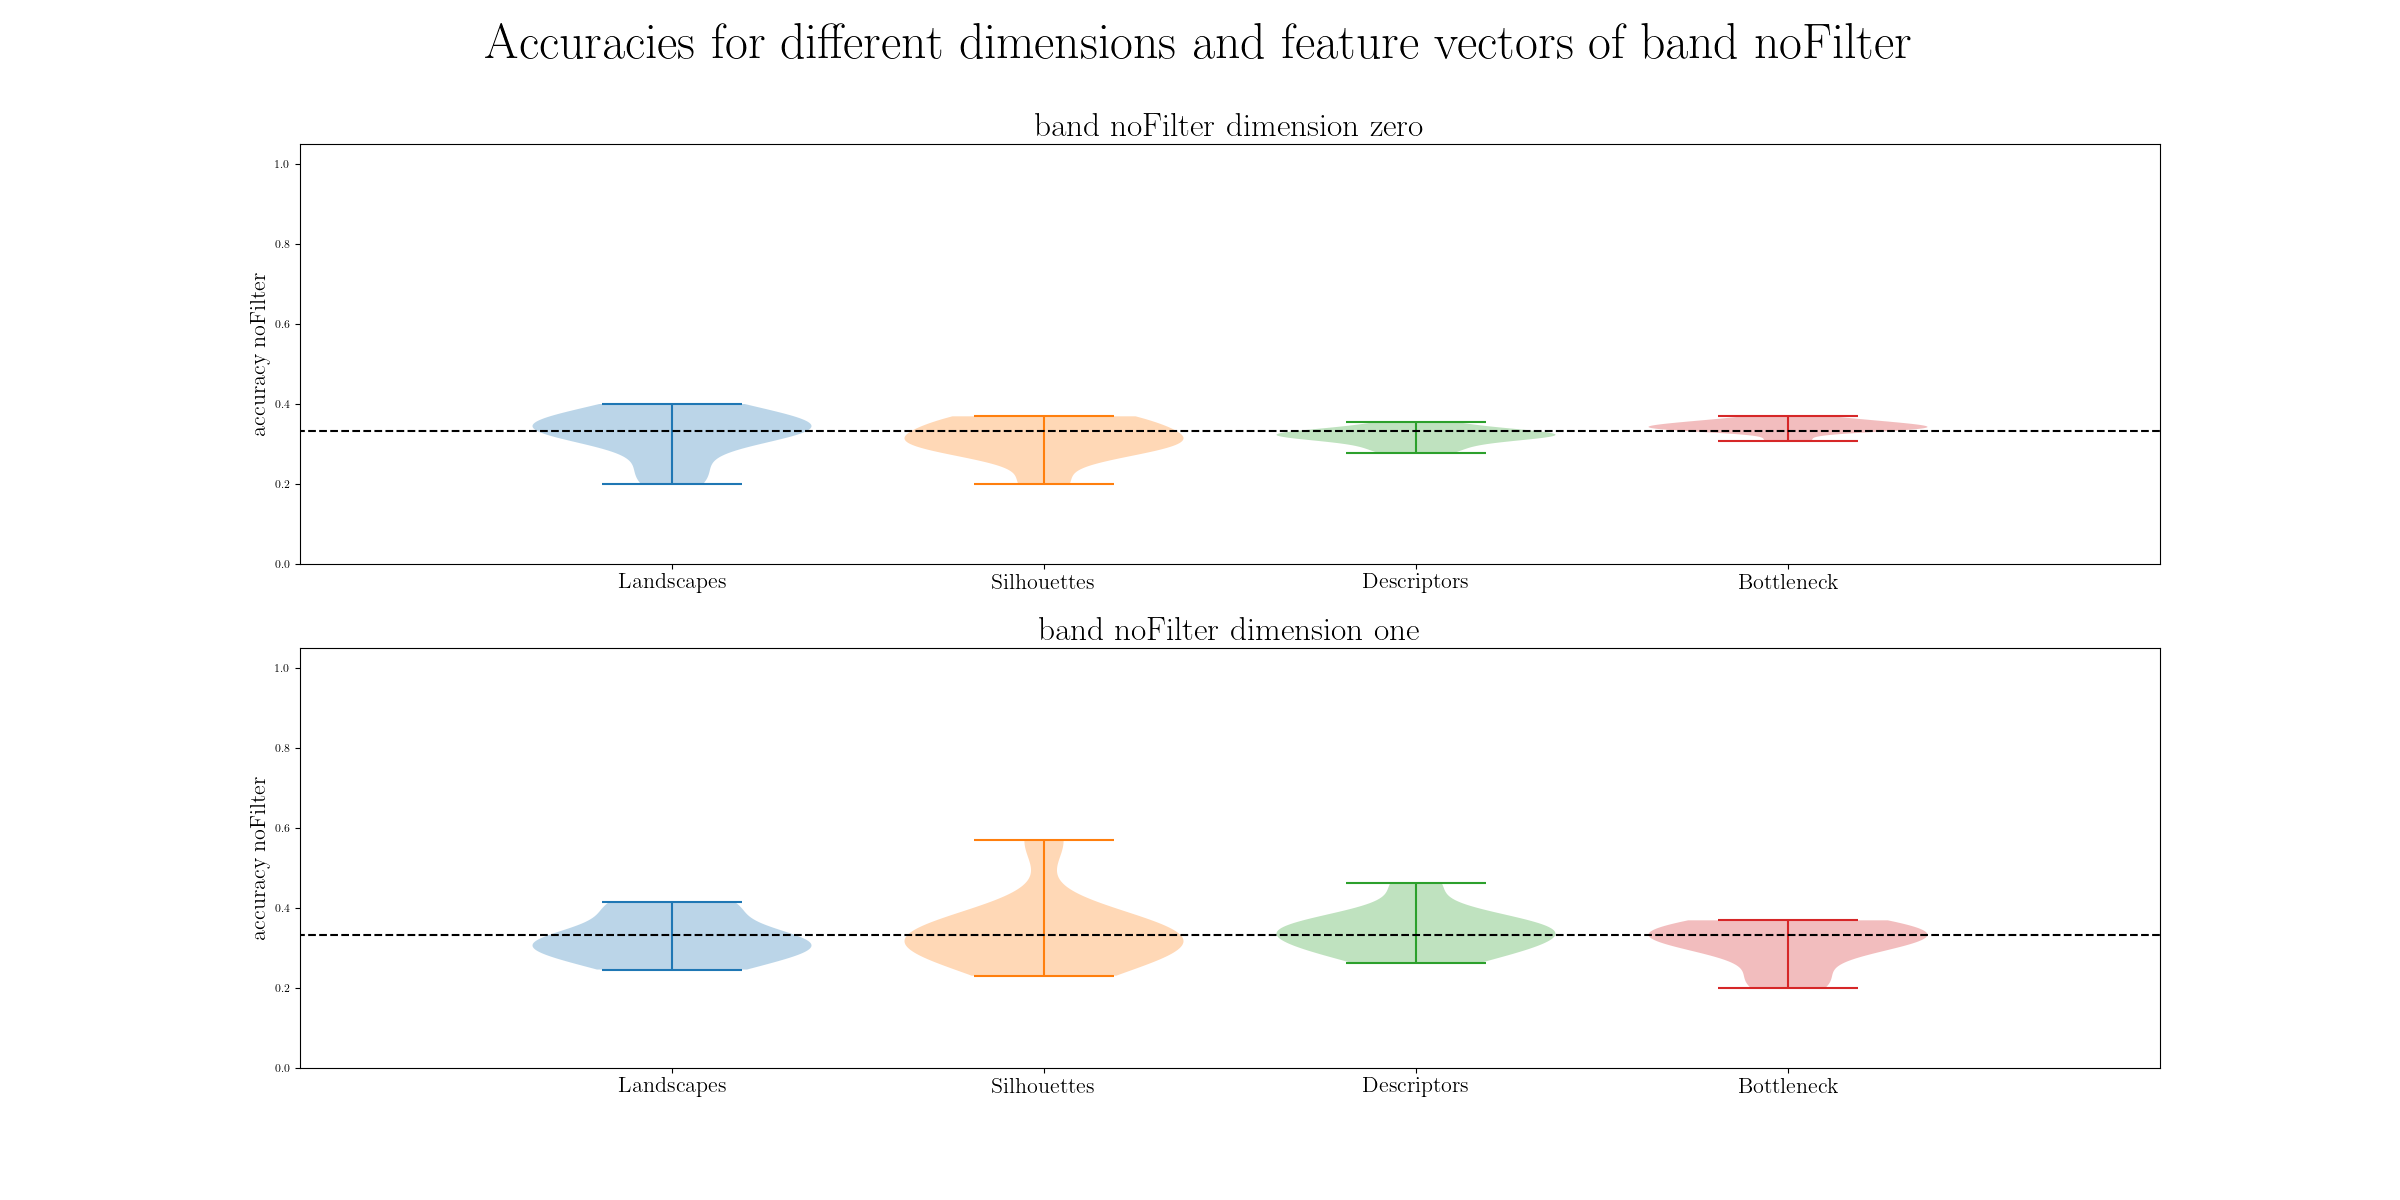 Accuracies for different dimensions and feature vectors of band noFilter
band noFilter dimension zero
accuracy noFilter
1.0
0.8
0.6
0.4
0.2
0.0
Landscapes
Silhouettes
Descriptors
Bottleneck
band noFilter dimension one
accuracy noFilter
1.0
0.8
0.6
0.4
0.2
0.0
Landscapes
Silhouettes
Descriptors
Bottleneck